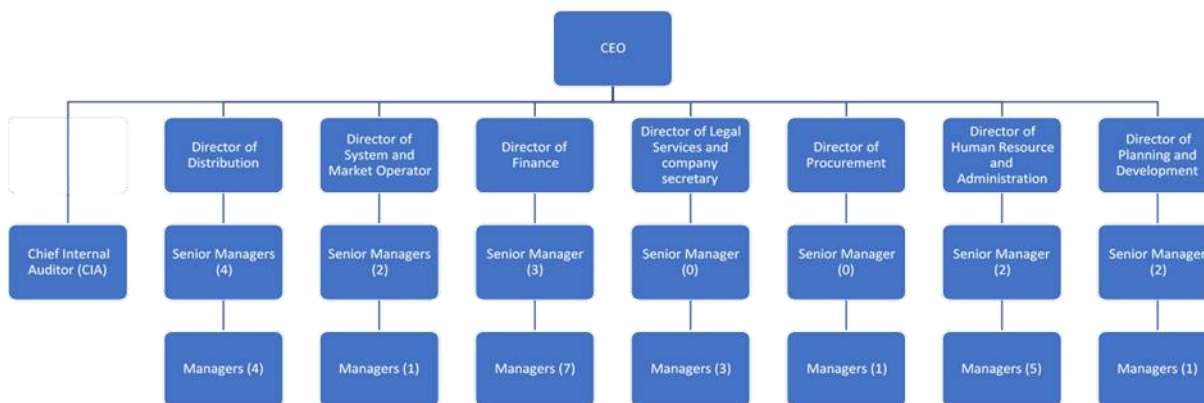 CEO
Director of
Distribution
Director of
System and
Market Operator
Director of
Finance
Director of Legal
Services and
company
secretary
Director of
Procurement
Director of
Human Resource
and
Administration
Director of
Planning and
Development
Chief Internal
Auditor (CIA)
Senior Managers
(4)
Senior Managers
(2)
Senior Manager
(3)
Senior Manager
(0)
Senior Manager
(0)
Senior Manager
(2)
Senior Manager
(2)
Managers (4)
Managers (1)
Managers (7)
Managers (3)
Managers (1)
Managers (5)
Managers (1)